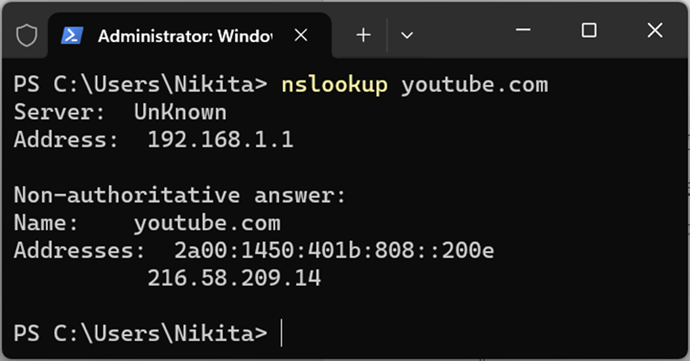 Administrator: Window
PS C:\Users\Nikita> nslookup youtube.com
Server:  UnKnown
Address:  192.168.1.1
Non-authoritative answer:
Name:    youtube.com
Addresses:  2a00:1450:401b:808::200e
216.58.209.14
PS C:\Users\Nikita>